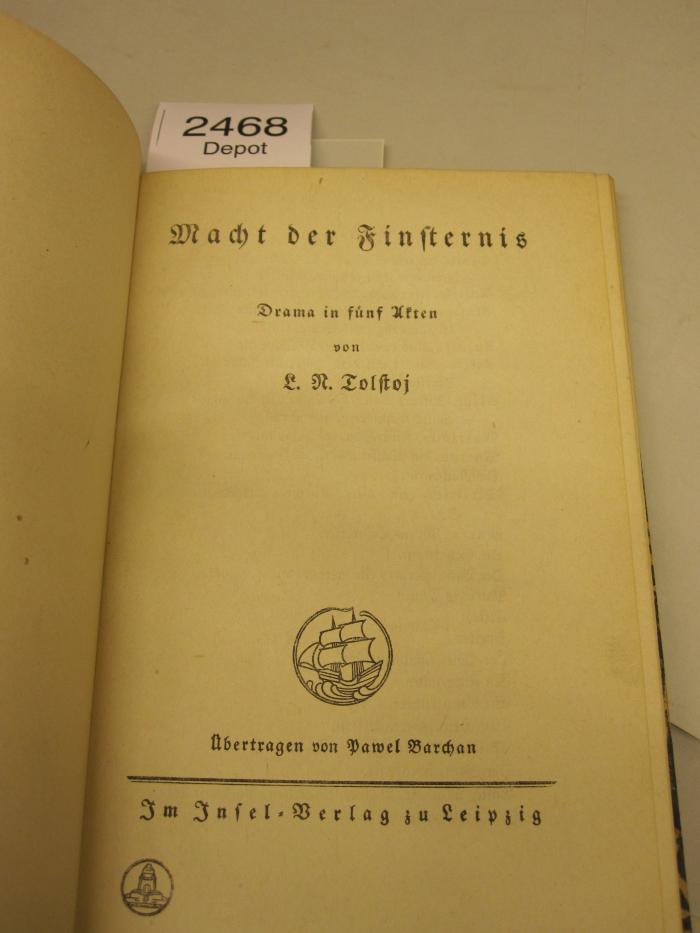 2468
Depot
Macht der Finsternis
Drama in fünf Akten
von
L. N. Tolstoj
Übertragen von Pawel Barchan
Im Insel-Verlag zu Leipzig